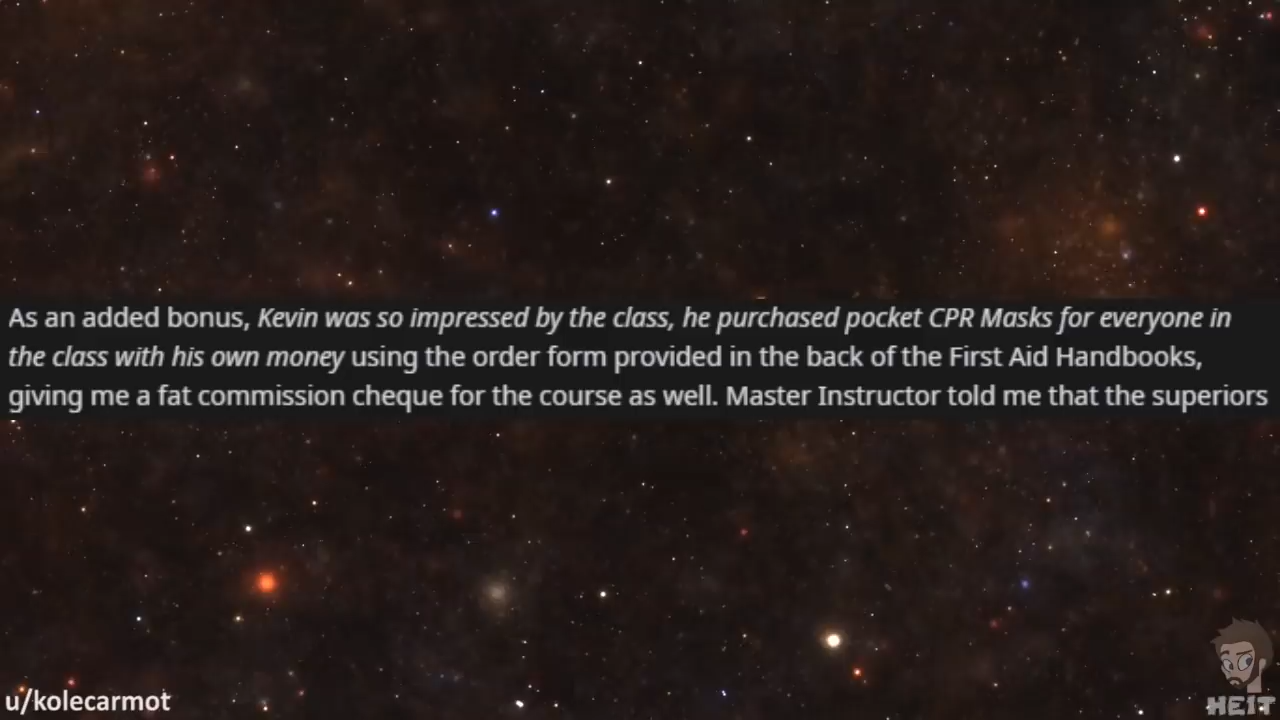 As an added bonus, Kevin was so impressed by the class, he purchased pocket CPR Masks for everyone in
the class with his own money using the order form provided in the back of the First Aid Handbooks,
giving me a fat commission cheque for the course as well. Master Instructor told me that the superiors
u/kolecarmot
HEIT